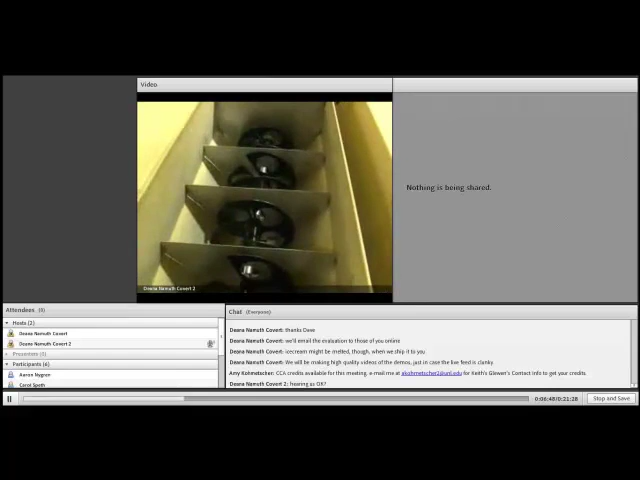 Video
Nothing is being shared.
Deana Namuth Covert 2
Attendees (9)
Hosts (2)
Deana Namuth Covert
Deana Namuth Covert 2
Presenters (0)
Participants (6)
Aaron Nygren
Carol Speth
Chat (Everyone)
Deana Namuth Covert: thanks Dave
Deana Namuth Covert: we'll email the evaluation to those of you online
Deana Namuth Covert: icecream might be melted, though, when we ship it to you
Deana Namuth Covert: We will be making high quality videos of the demos, just in case the live feed is clunky.
Amy Kohmetscher: CCA credits available for this meeting. e-mail me at akohmetscher2@unl.edu for Keith's Glewen's Contact info to get your credits.
Deana Namuth Covert 2: hearing us OK?
0:06:48/0:21:28
Stop and Save